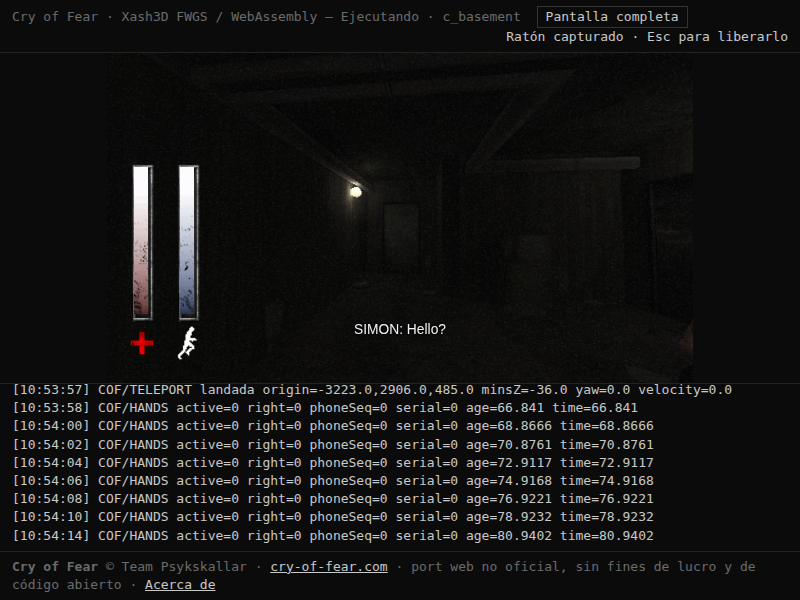 Cry of Fear · Xash3D FWGS / WebAssembly — Ejecutando · c_basement Pantalla completa
Ratón capturado · Esc para liberarlo
SIMON: Hello?
[10:53:57] COF/TELEPORT landada origin=-3223.0,2906.0,485.0 minsZ=-36.0 yaw=0.0 velocity=0.0
[10:53:58] COF/HANDS active=0 right=0 phoneSeq=0 serial=0 age=66.841 time=66.841
[10:54:00] COF/HANDS active=0 right=0 phoneSeq=0 serial=0 age=68.8666 time=68.8666
[10:54:02] COF/HANDS active=0 right=0 phoneSeq=0 serial=0 age=70.8761 time=70.8761
[10:54:04] COF/HANDS active=0 right=0 phoneSeq=0 serial=0 age=72.9117 time=72.9117
[10:54:06] COF/HANDS active=0 right=0 phoneSeq=0 serial=0 age=74.9168 time=74.9168
[10:54:08] COF/HANDS active=0 right=0 phoneSeq=0 serial=0 age=76.9221 time=76.9221
[10:54:10] COF/HANDS active=0 right=0 phoneSeq=0 serial=0 age=78.9232 time=78.9232
[10:54:14] COF/HANDS active=0 right=0 phoneSeq=0 serial=0 age=80.9402 time=80.9402
Cry of Fear © Team Psykskallar · cry-of-fear.com · port web no oficial, sin fines de lucro y de
código abierto · Acerca de